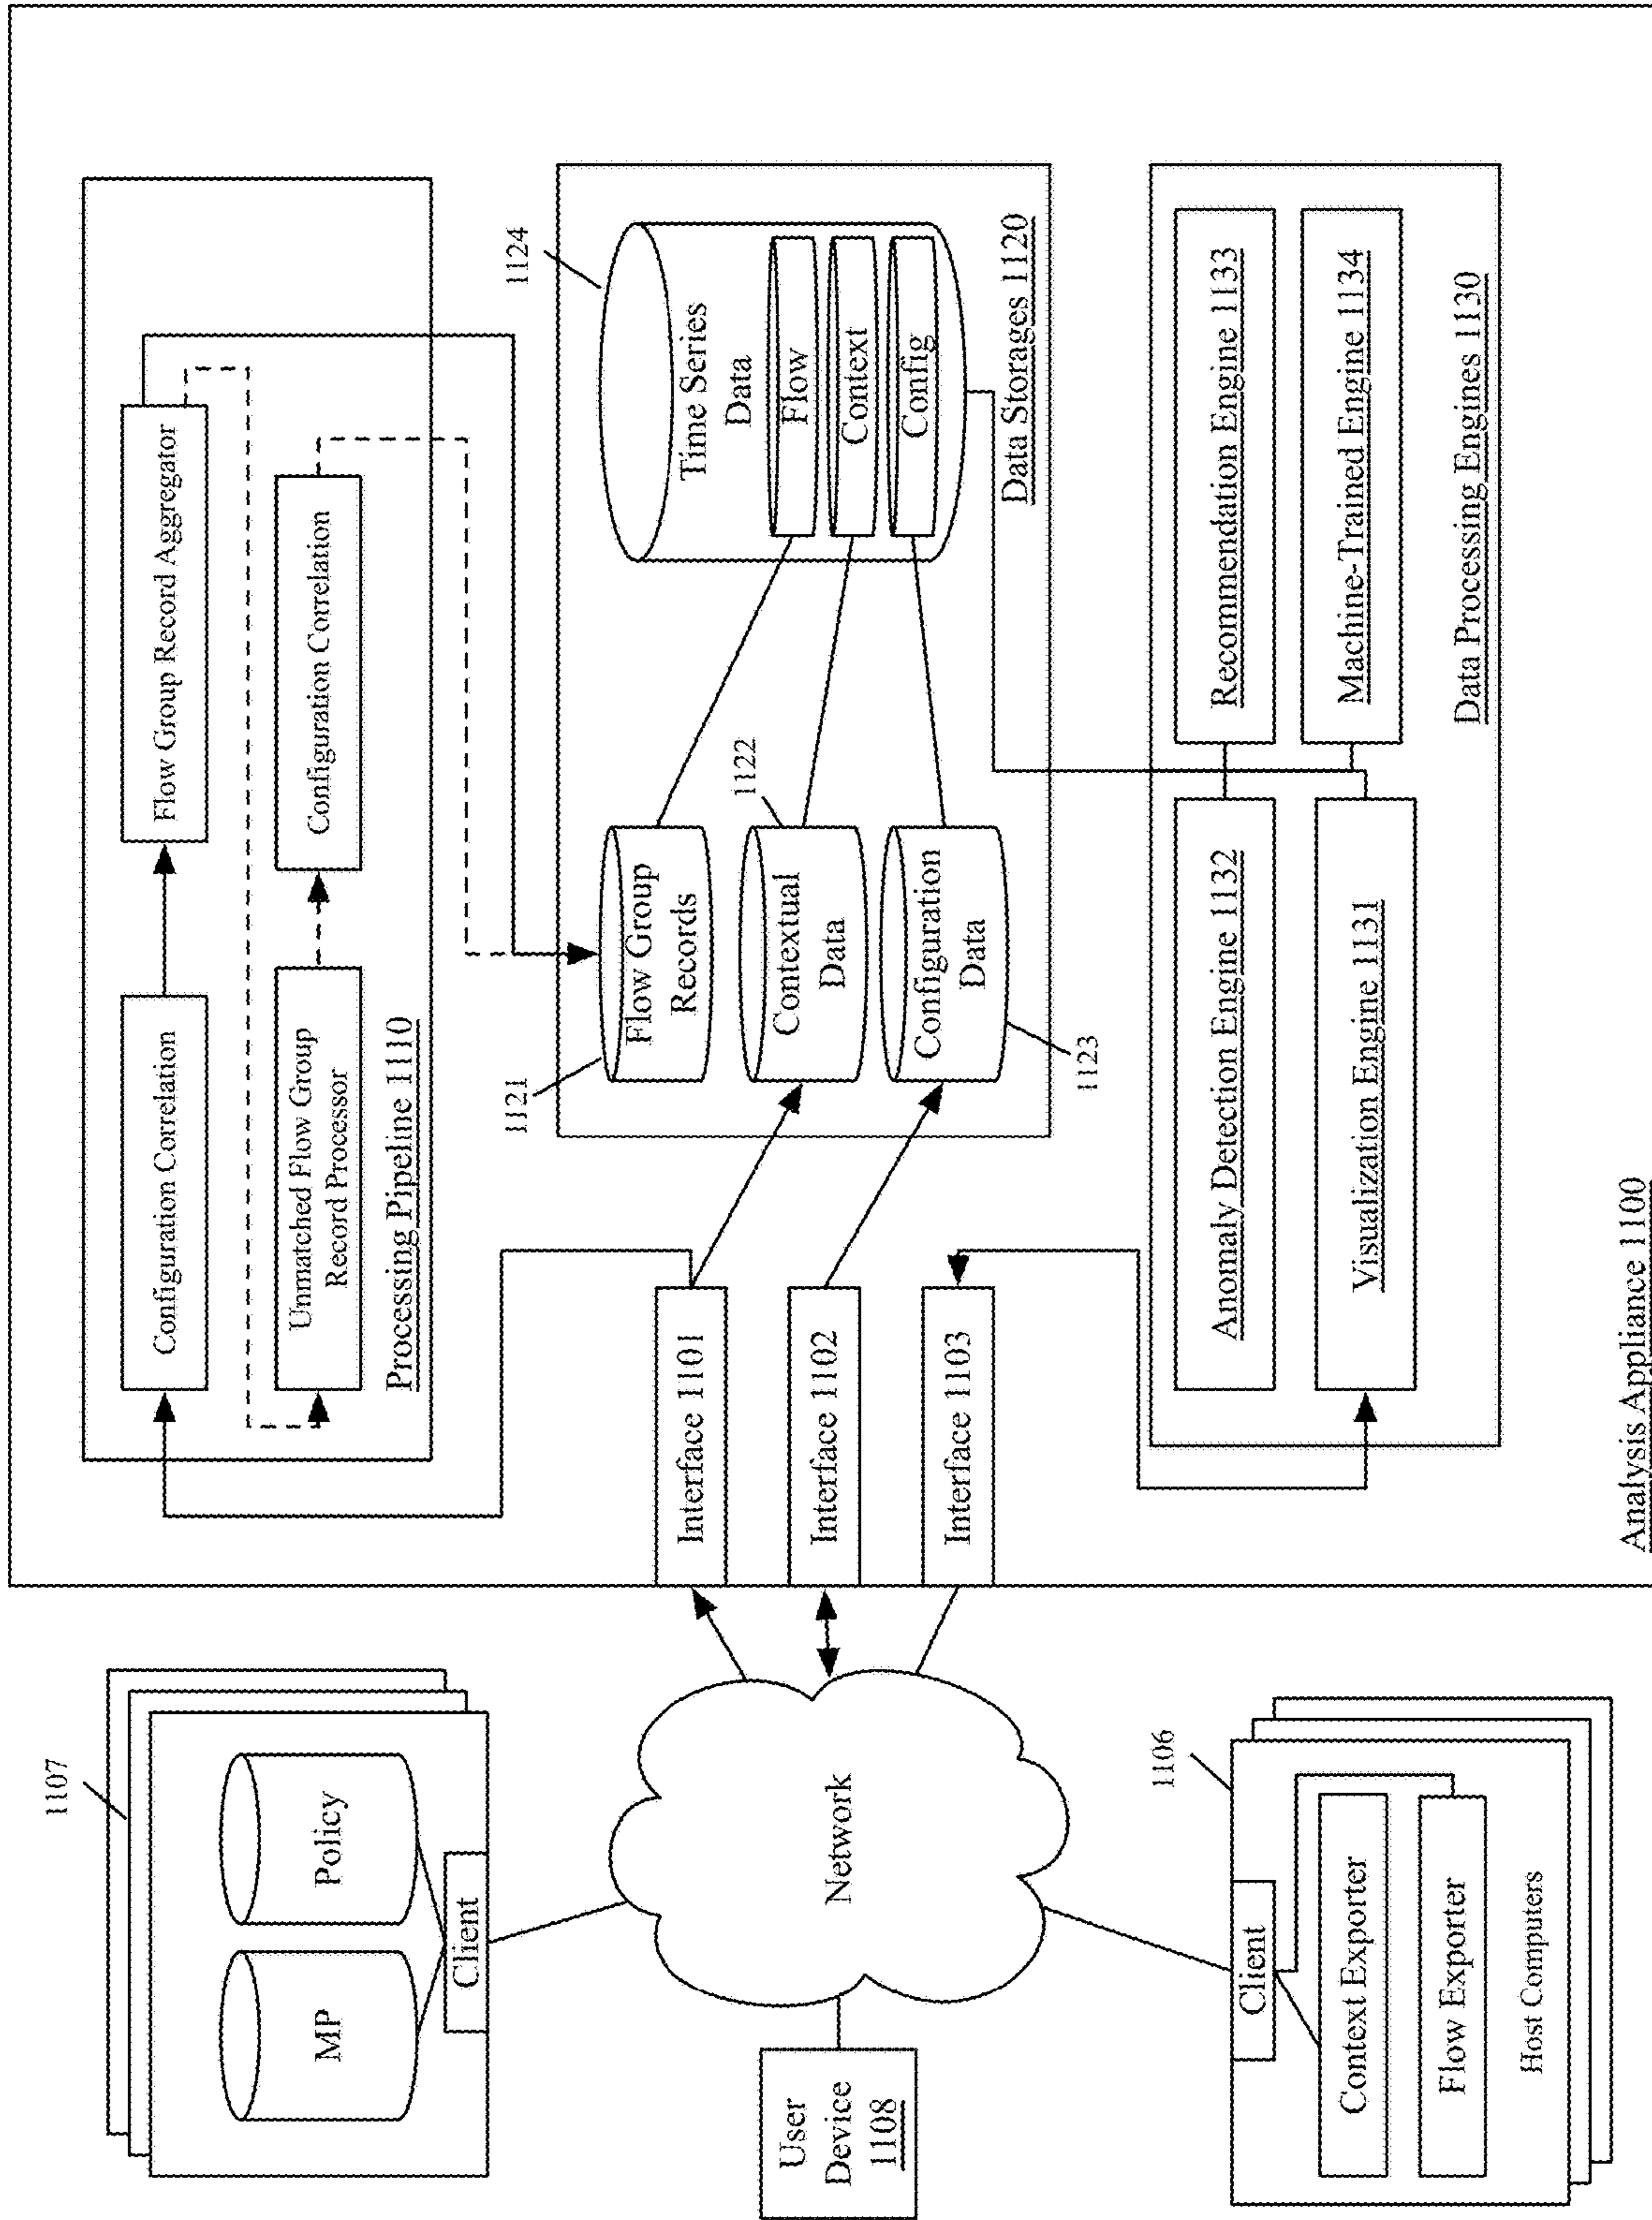 1107
MP
Policy
Client
User
Device
1108
Network
1106
Client
Context Exporter
Flow Exporter
Host Computers
Configuration Correlation
Flow Group Record Aggregator
Unmatched Flow Group
Record Processor
Configuration Correlation
Processing Pipeline 1110
Interface 1101
Interface 1102
Interface 1103
1121
Flow Group
Records
1122
Contextual
Data
Configuration
Data
1123
1124
Time Series
Data
Flow
Context
Config
Data Storages 1120
Anomaly Detection Engine 1132
Recommendation Engine 1133
Visualization Engine 1131
Machine-Trained Engine 1134
Data Processing Engines 1130
Analysis Appliance 1100